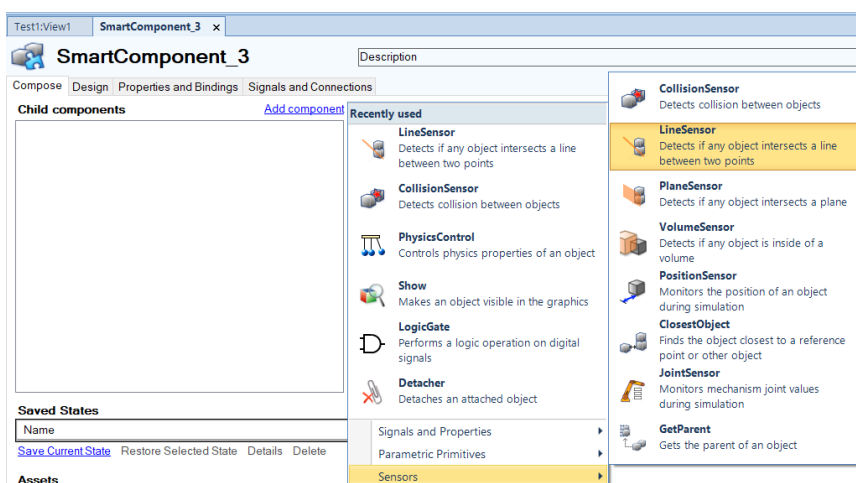 Test1:View1
SmartComponent_3 x
SmartComponent_3
Description
Compose
Design
Properties and Bindings
Signals and Connections
Child components
Add component
Saved States
Name
Save Current State
Restore Selected State
Details
Delete
Assets
Recently used
LineSensor
Detects if any object intersects a line
between two points
CollisionSensor
Detects collision between objects
PhysicsControl
Controls physics properties of an object
Show
Makes an object visible in the graphics
LogicGate
Performs a logic operation on digital
signals
Detacher
Detaches an attached object
Signals and Properties
Parametric Primitives
Sensors
CollisionSensor
Detects collision between objects
LineSensor
Detects if any object intersects a line
between two points
PlaneSensor
Detects if any object intersects a plane
VolumeSensor
Detects if any object is inside of a
volume
PositionSensor
Monitors the position of an object
during simulation
ClosestObject
Finds the object closest to a reference
point or other object
JointSensor
Monitors mechanism joint values
during simulation
GetParent
Gets the parent of an object